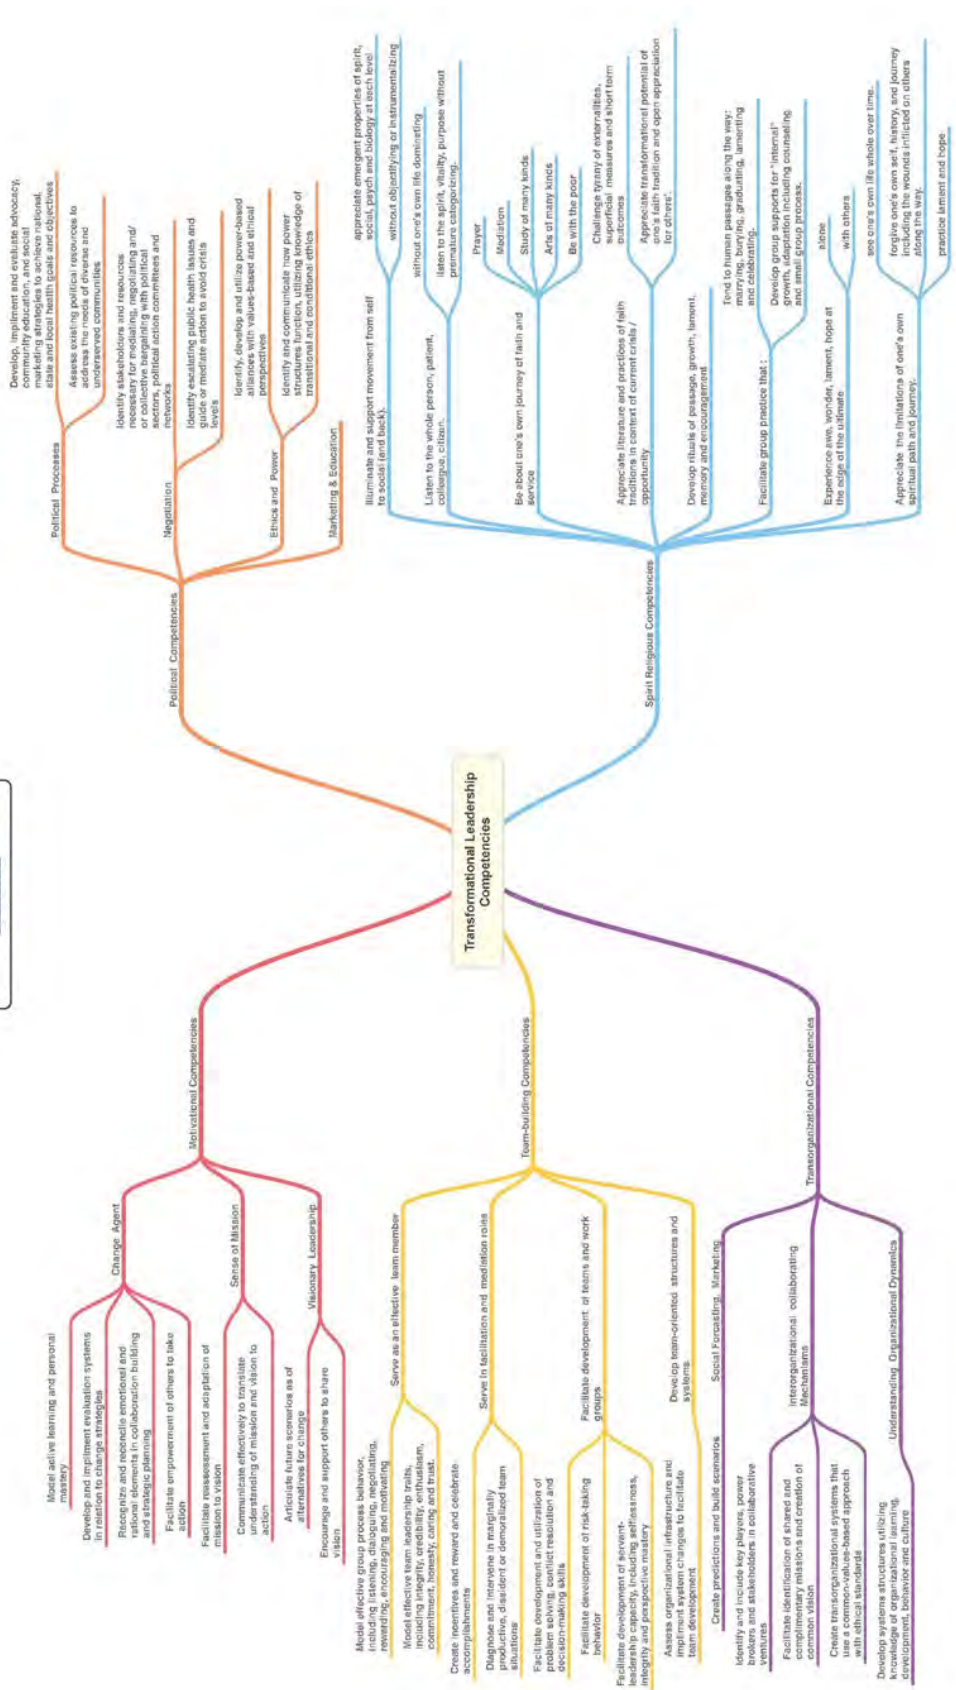 Transformational Leadership
Competencies
Motivational Competencies
Change Agent
Model active learning and personal
mastery
Develop and impliment evaluation systems
in relation to change strategies
Recognize and reconcile emotional and
rational elements in collaboration building
and strategic planning
Facilitate empowerment of others to take
action
Sense of Mission
Facilitate reassessment and adaptation of
mission to vision
Communicate effectively to translate
understanding of mission and vision to
action
Visionary Leadership
Articulate future scenarios as of
alternatives for change
Encourage and support others to share
vision
Team-building Competencies
Serve as an effective team member
Model effective group process behavior,
including listening, dialoguing, negotiating,
rewarding, encouraging and motivating
Model effective team leadership traits,
including integrity, credibility, enthusiasm,
commitment, honesty, caring and trust.
Serve in facilitation and mediation roles
Create incentives and reward and celebrate
accomplishments
Diagnose and intervene in marginally
productive, dissident or demoralized team
situations
Facilitate development of teams and work
groups
Facilitate development and utilization of
problem solving, conflict resolution and
decision-making skills
Facilitate development of risk-taking
behavior
Facilitate development of servant-
leadership capacity, including selflessness,
integrity and perspective mastery
Develop team-oriented structures and
systems.
Assess organizational infrastructure and
impliment system changes to facilitate
team development
Transorganizational Competencies
Social Forcasting, Marketing
Create predictions and build scenarios
Interorganizational collaborating
Mechanisms
Identify and include key players, power
brokers and stakeholders in collaborative
ventures
Facilitate identification of shared and
complimentary missions and creation of
common vision
Create transorganizational systems that
use a common-values-based approach
with ethical standards
Understanding Organizational Dynamics
Develop systems structures utilizing
knowledge of organizational learning,
development, behavior and culture
Political Competencies
Political Processes
Develop, impliment and evaluate advocacy,
community education, and social
marketing strategies to achieve national,
state and local health goals and objectives
Assess existing political resources to
address the needs of diverse and
underserved communities
Negotiation
Identify stakeholders and resources
necessary for mediating, negotiating and/
or collective bargaining with political
sectors, political action committees and
networks
Identify escalating public health issues and
guide or mediate action to avoid crisis
levels
Ethics and Power
Identify, develop and utilize power-based
alliances with values-based and ethical
perspectives
Identify and communicate how power
structures function, utilizing knowledge of
transitional and conditional ethics
Marketing & Education
Spirit Religious Competencies
Illuminate and support movement from self
to social (and back).
appreciate emergent properties of spirit,
social, psych and biology at each level
without objectifying or instrumentalizing
Listen to the whole person, patient,
colleague, citizen.
without one's own life dominating
listen to the spirit, vitality, purpose without
premature categorizing.
Be about one's own journey of faith and
service
Prayer
Mediation
Study of many kinds
Arts of many kinds
Be with the poor
Appreciate literature and practices of faith
traditions in context of current crisis /
opportunity
Challenge tyranny of externalities,
superficial measures and short term
outcomes
Appreciate transformational potential of
one's faith tradition and open appreciation
for others'.
Develop rituals of passage, growth, lament,
memory and encouragement
Facilitate group practice that :
Tend to human passages along the way:
marrying, burying, graduating, lamenting
and celebrating.
Develop group supports for "internal"
growth, adaptation including counseling
and small group process.
Experience awe, wonder, lament, hope at
the edge of the ultimate
alone
with others
Appreciate the limitations of one's own
spiritual path and journey.
see one's own life whole over time.
forgive one's own self, history, and journey
including the wounds inflicted on others
along the way.
practice lament and hope